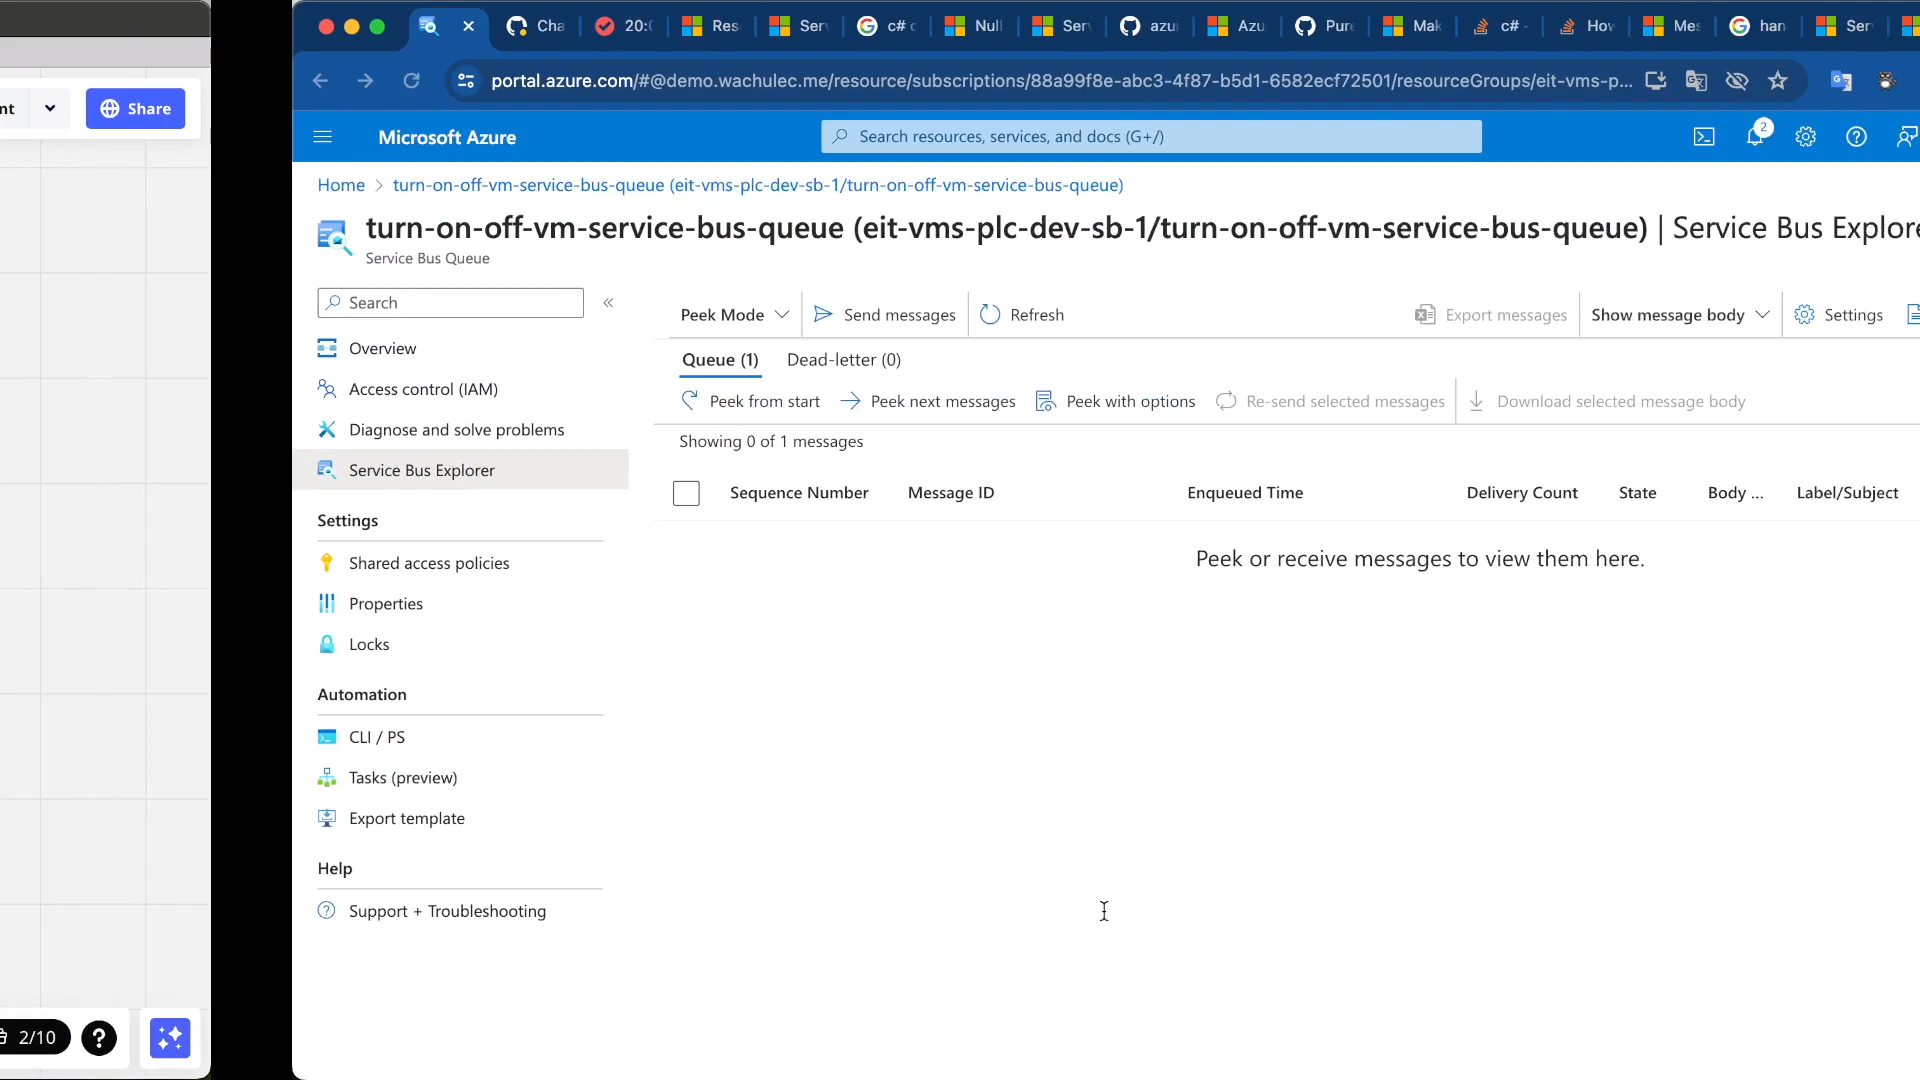 nt
Share
2/10
?
Cha
20:0
Res
Serv
c# c
Null
Serv
azur
Azu
Pure
Mak
c# -
How
Mes
han
Serv
portal.azure.com/#@demo.wachulec.me/resource/subscriptions/88a99f8e-abc3-4f87-b5d1-6582ecf72501/resourceGroups/eit-vms-p...
Microsoft Azure
Search resources, services, and docs (G+/)
2
Home > turn-on-off-vm-service-bus-queue (eit-vms-plc-dev-sb-1/turn-on-off-vm-service-bus-queue)
turn-on-off-vm-service-bus-queue (eit-vms-plc-dev-sb-1/turn-on-off-vm-service-bus-queue) | Service Bus Explore
Service Bus Queue
Search
«
Overview
Access control (IAM)
Diagnose and solve problems
Service Bus Explorer
Settings
Shared access policies
Properties
Locks
Automation
CLI / PS
Tasks (preview)
Export template
Help
Support + Troubleshooting
Peek Mode
Send messages
Refresh
Export messages
Show message body
Settings
Queue (1)
Dead-letter (0)
Peek from start
Peek next messages
Peek with options
Re-send selected messages
Download selected message body
Showing 0 of 1 messages
Sequence Number
Message ID
Enqueued Time
Delivery Count
State
Body ...
Label/Subject
Peek or receive messages to view them here.